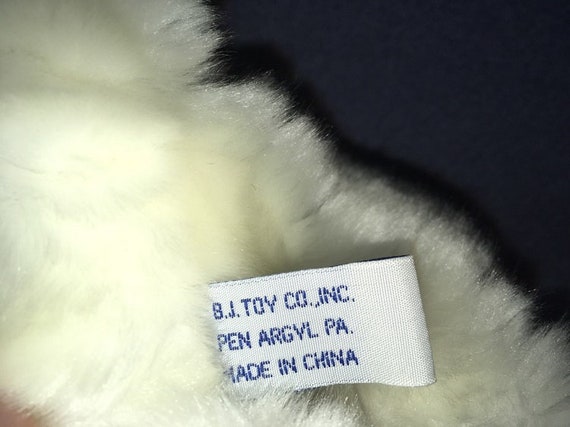 B.J.TOY CO.,INC.
PEN ARGYL PA.
MADE IN CHINA